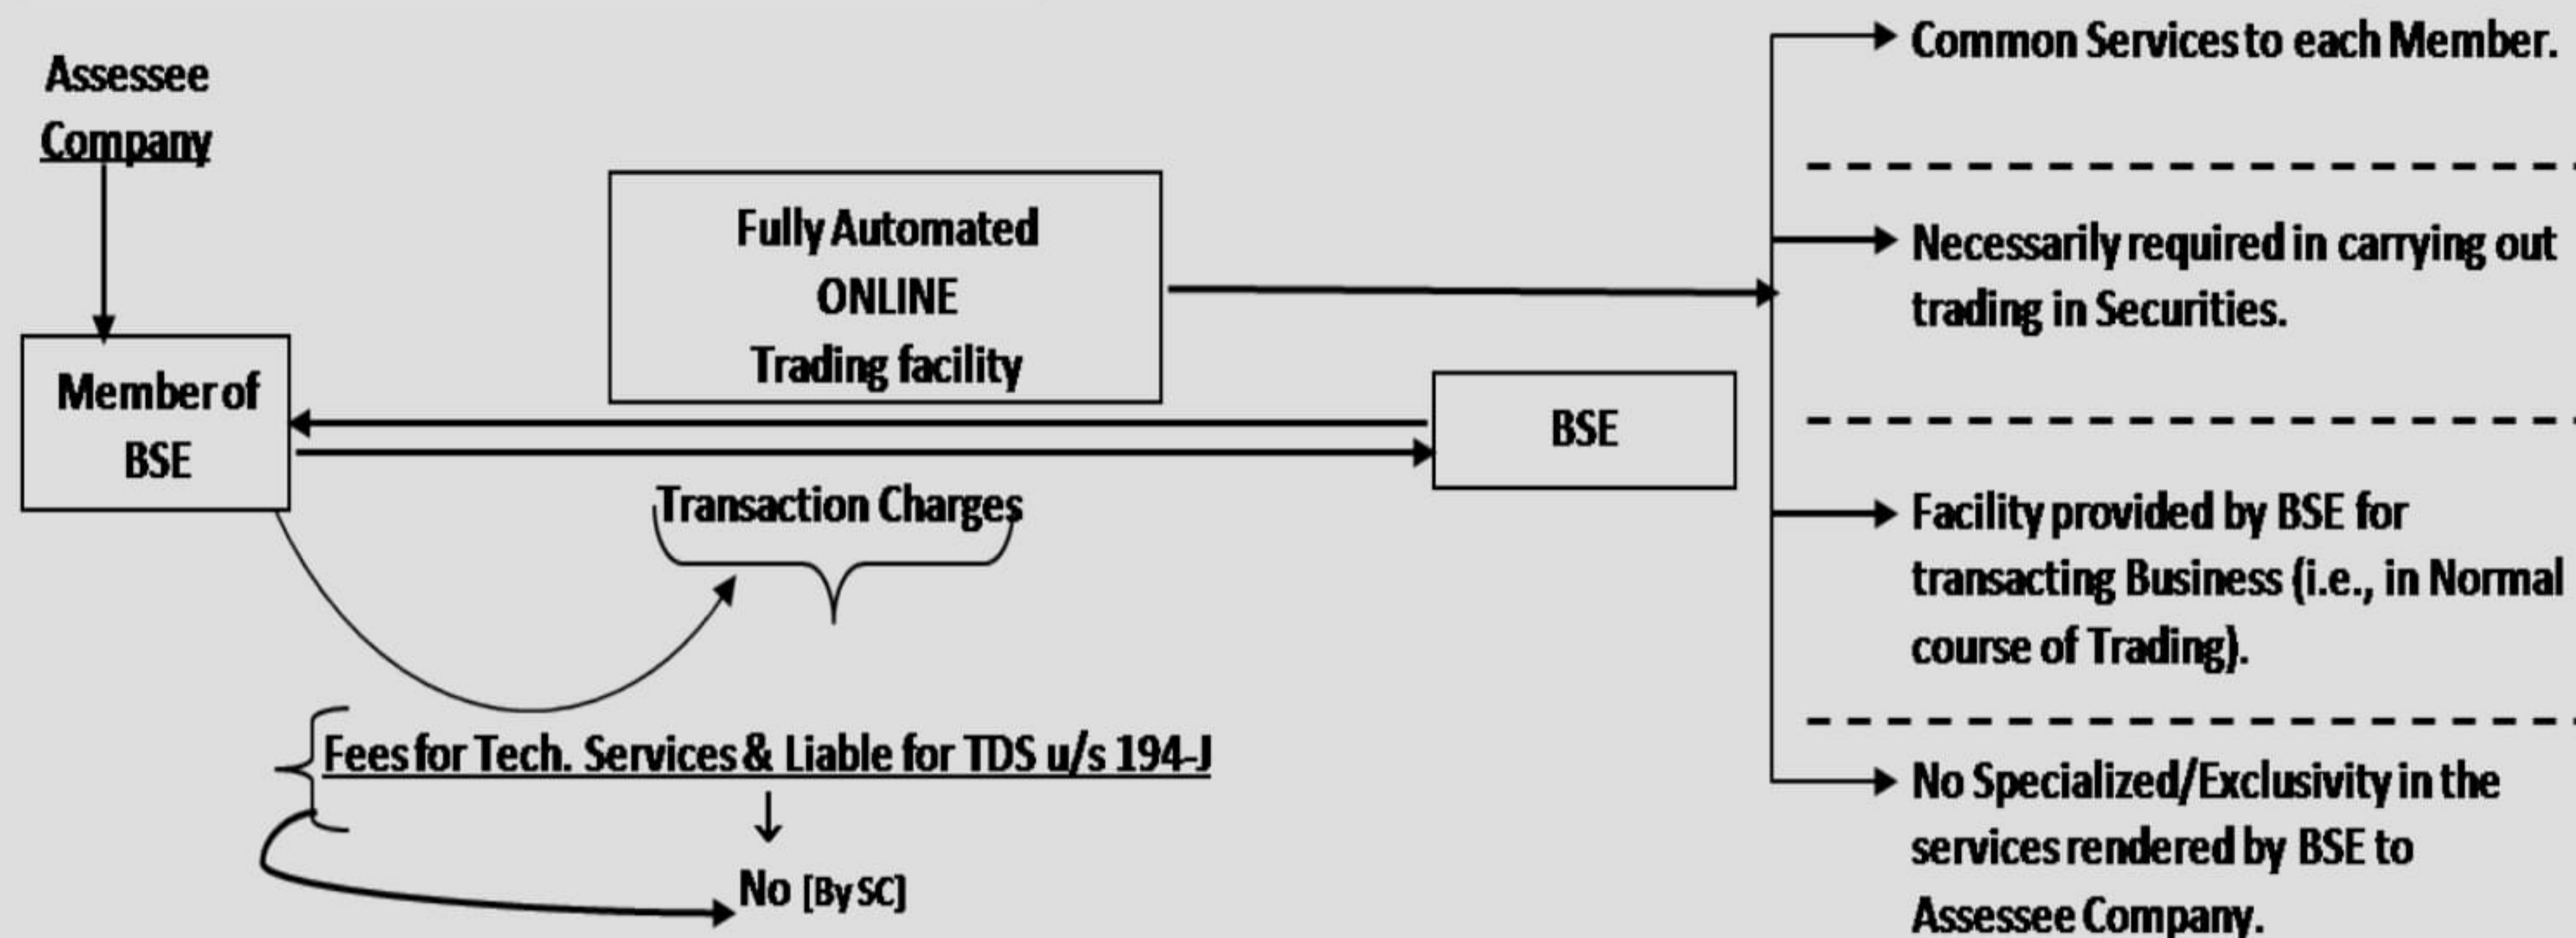 Assessee
Company
Member of
BSE
Fully Automated
ONLINE
Trading facility
BSE
Transaction Charges
Fees for Tech. Services & Liable for TDS u/s 194-J
No [By SC]
Common Services to each Member.
Necessarily required in carrying out
trading in Securities.
Facility provided by BSE for
transacting Business (i.e., in Normal
course of Trading).
No Specialized/Exclusivity in the
services rendered by BSE to
Assessee Company.